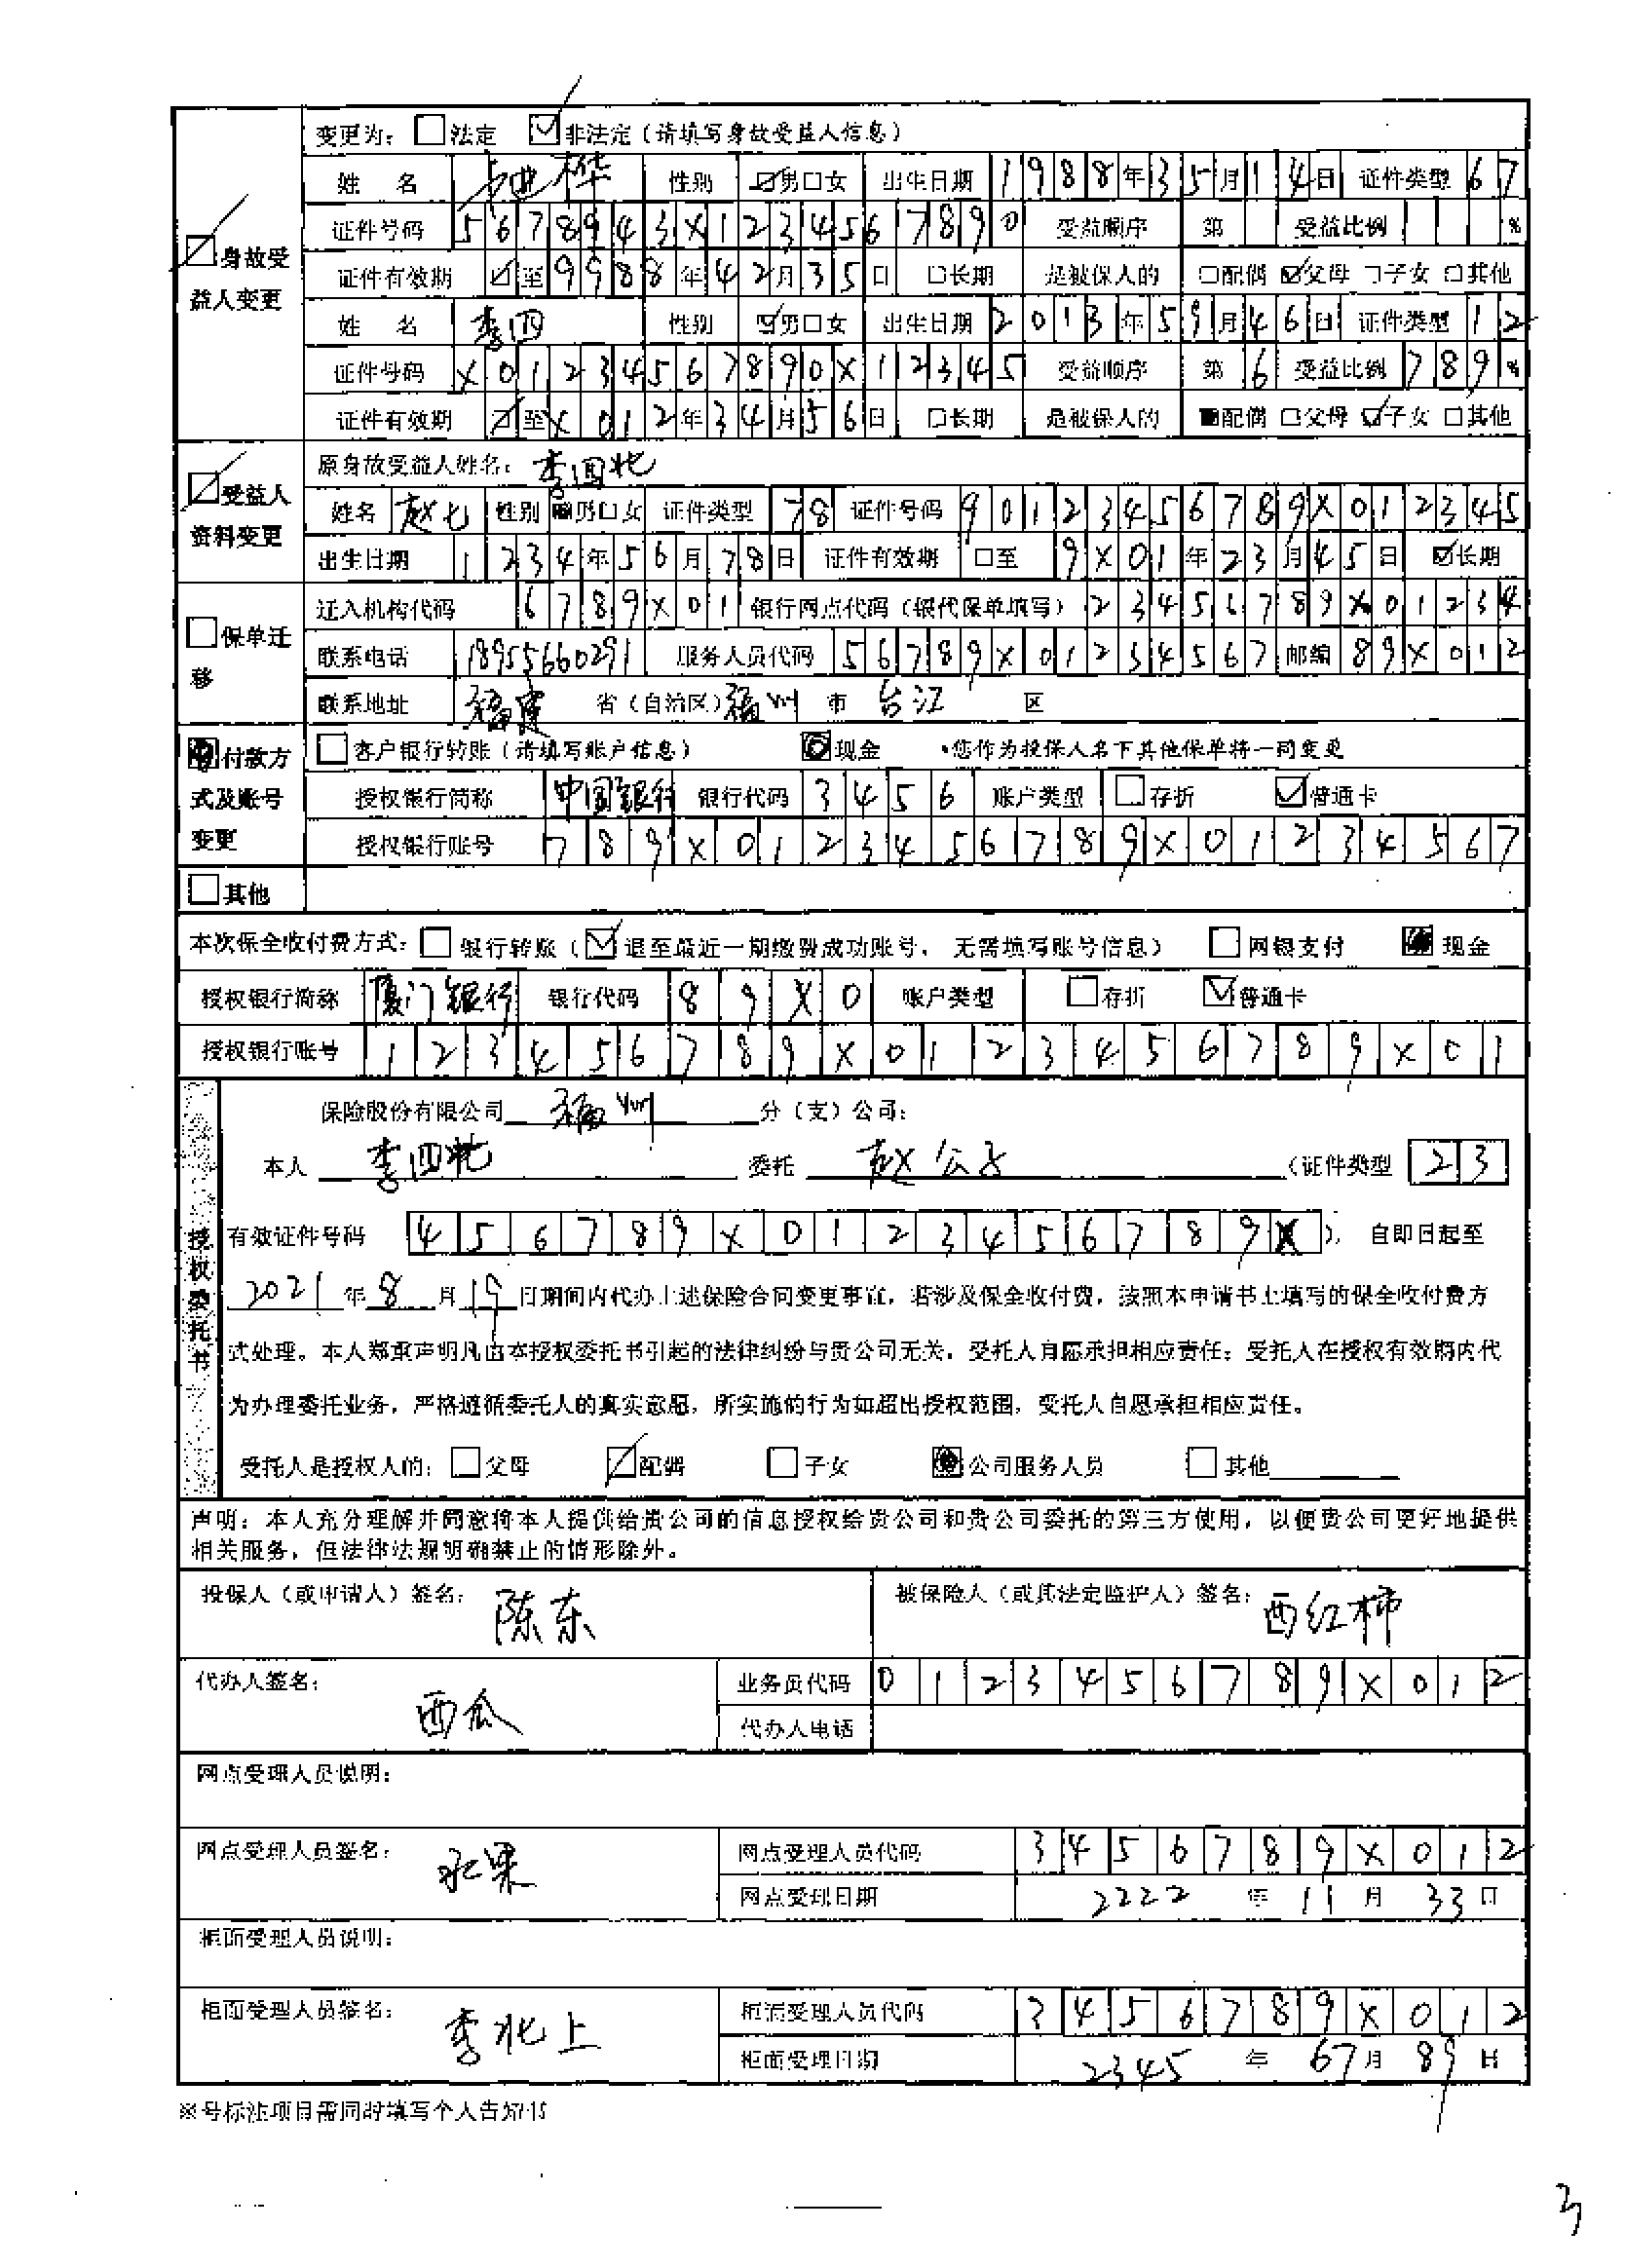 变更为：□法定 ☑非法定（请填写身故受益人信息）
☑身故受益人变更
姓 名 性别 ☑男□女 出生日期 1988年35月14日 证件类型 67
证件号码 5678943X1234567890 受益顺序 第 受益比例 %
证件有效期 ☑至9988年42月35日 □长期 是被保人的 □配偶 ☑父母 □子女 □其他
姓 名 李四 性别 ☑男□女 出生日期 2013年59月46日 证件类型 12
证件号码 X01234567890X12345 受益顺序 第6 受益比例 789%
证件有效期 ☑至X012年34月56日 □长期 是被保人的 ■配偶 □父母 ☑子女 □其他
☑受益人资料变更
原身故受益人姓名：李四北
姓名 赵七 性别 ■男□女 证件类型 78 证件号码 90123456789X012345
出生日期 1234年56月78日 证件有效期 □至 9X01年23月45日 ☑长期
□保单迁移
迁入机构代码 6789X01 银行网点代码（银代保单填写）23456789X01234
联系电话 18955660291 服务人员代码 56789X01234567 邮编 89X012
联系地址 福建 省（自治区）福州 市 台江 区
■付款方式及账号变更
□客户银行转账（请填写账户信息） ■现金 •您作为投保人名下其他保单将一同变更
授权银行简称 中国银行 银行代码 3456 账户类型 □存折 ☑普通卡
授权银行账号 789X0123456789X01234567
□其他
本次保全收付费方式：□银行转账（☑退至最近一期缴费成功账号，无需填写账号信息） □网银支付 ■现金
授权银行简称 厦门银行 银行代码 89X0 账户类型 □存折 ☑普通卡
授权银行账号 123456789X0123456789X01
授权委托书
保险股份有限公司 福州 分（支）公司：
本人 李四北 委托 赵公子 （证件类型 23
有效证件号码 456789X0123456789X ），自即日起至
2021 年 8 月 19 日期间内代办上述保险合同变更事宜，若涉及保全收付费，按照本申请书上填写的保全收付费方
式处理。本人郑重声明凡由本授权委托书引起的法律纠纷与贵公司无关，受托人自愿承担相应责任；受托人在授权有效期内代
为办理委托业务，严格遵循委托人的真实意愿，所实施的行为如超出授权范围，受托人自愿承担相应责任。
受托人是授权人的：□父母 ☑配偶 □子女 ■公司服务人员 □其他
声明：本人充分理解并同意将本人提供给贵公司的信息授权给贵公司和贵公司委托的第三方使用，以便贵公司更好地提供
相关服务，但法律法规明确禁止的情形除外。
投保人（或申请人）签名：陈东 被保险人（或其法定监护人）签名：西红柿
代办人签名：西瓜 业务员代码 0123456789X012
代办人电话
网点受理人员说明：
网点受理人员签名：水果 网点受理人员代码 3456789X012
网点受理日期 2222 年 11 月 33 日
柜面受理人员说明：
柜面受理人员签名：李北上 柜面受理人员代码 3456789X012
柜面受理日期 2345 年 67 月 89 日
※号标注项目需同时填写个人告知书
3